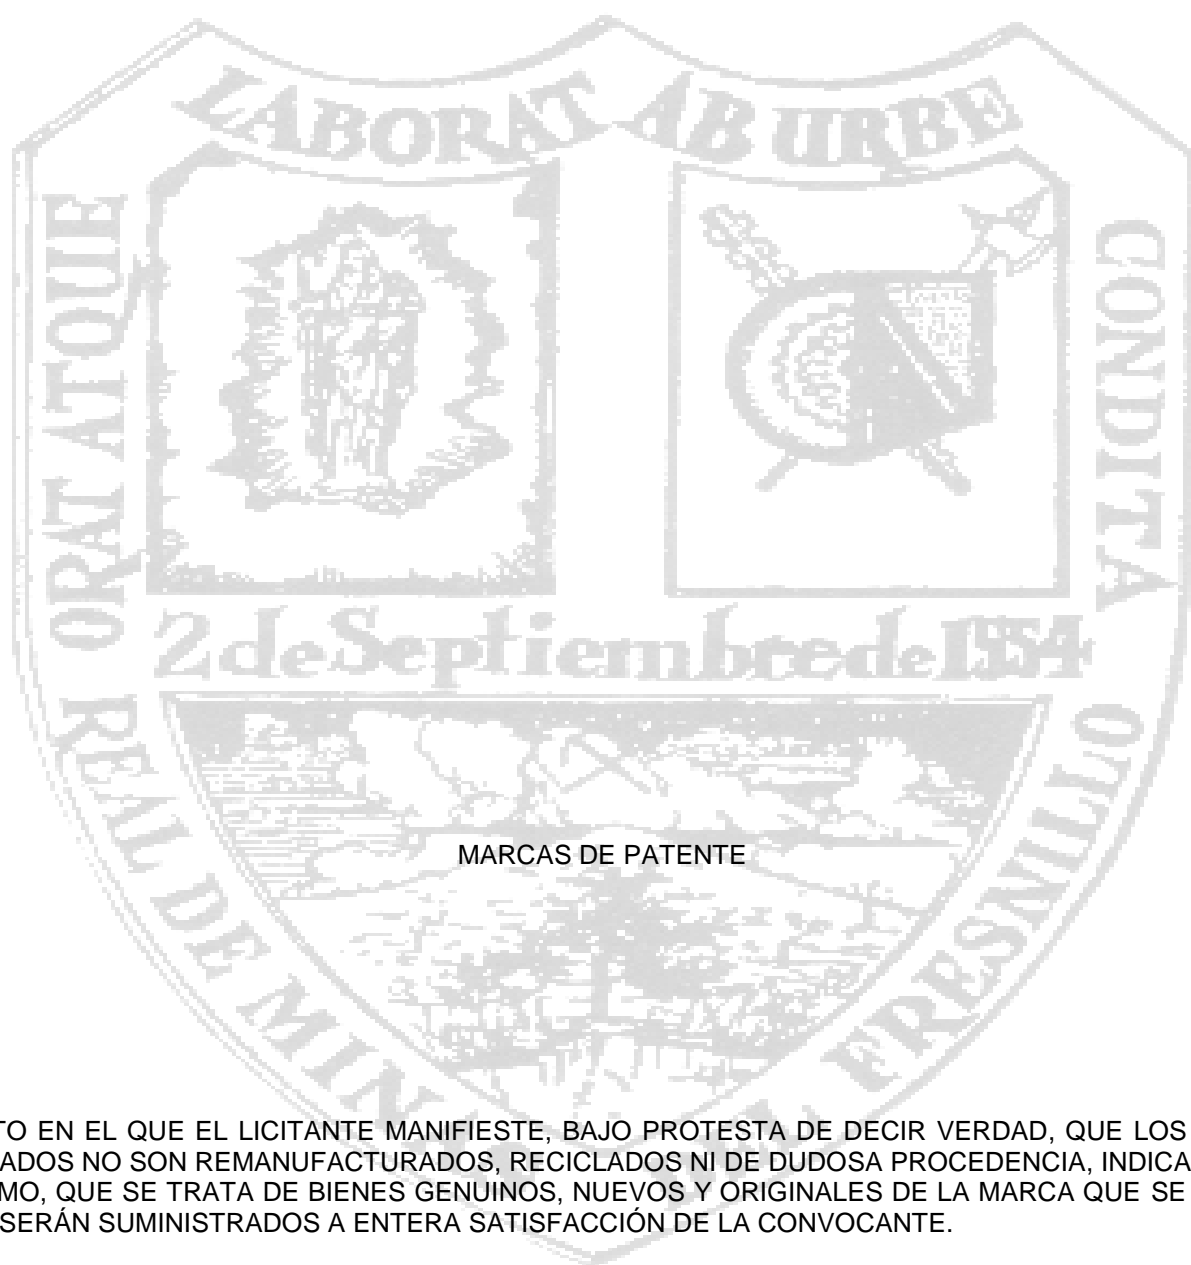 LABORAT AB URBE
CONDITA
ORAT ATQUE
2 de Septiembre de 1554
REAL DE MINAS DEL FRESNILLO
MARCAS DE PATENTE
TO EN EL QUE EL LICITANTE MANIFIESTE, BAJO PROTESTA DE DECIR VERDAD, QUE LOS
ADOS NO SON REMANUFACTURADOS, RECICLADOS NI DE DUDOSA PROCEDENCIA, INDICA
MO, QUE SE TRATA DE BIENES GENUINOS, NUEVOS Y ORIGINALES DE LA MARCA QUE SE
SERÁN SUMINISTRADOS A ENTERA SATISFACCIÓN DE LA CONVOCANTE.